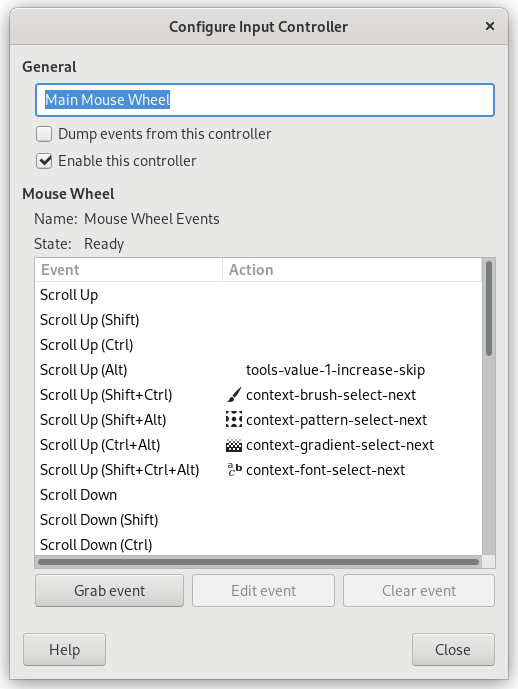 Configure Input Controller ×
General
Main Mouse Wheel
Dump events from this controller
Enable this controller
Mouse Wheel
Name: Mouse Wheel Events
State: Ready
Event Action
Scroll Up
Scroll Up (Shift)
Scroll Up (Ctrl)
Scroll Up (Alt) tools-value-1-increase-skip
Scroll Up (Shift+Ctrl) context-brush-select-next
Scroll Up (Shift+Alt) context-pattern-select-next
Scroll Up (Ctrl+Alt) context-gradient-select-next
Scroll Up (Shift+Ctrl+Alt) context-font-select-next
Scroll Down
Scroll Down (Shift)
Scroll Down (Ctrl)
Grab event Edit event Clear event
Help Close